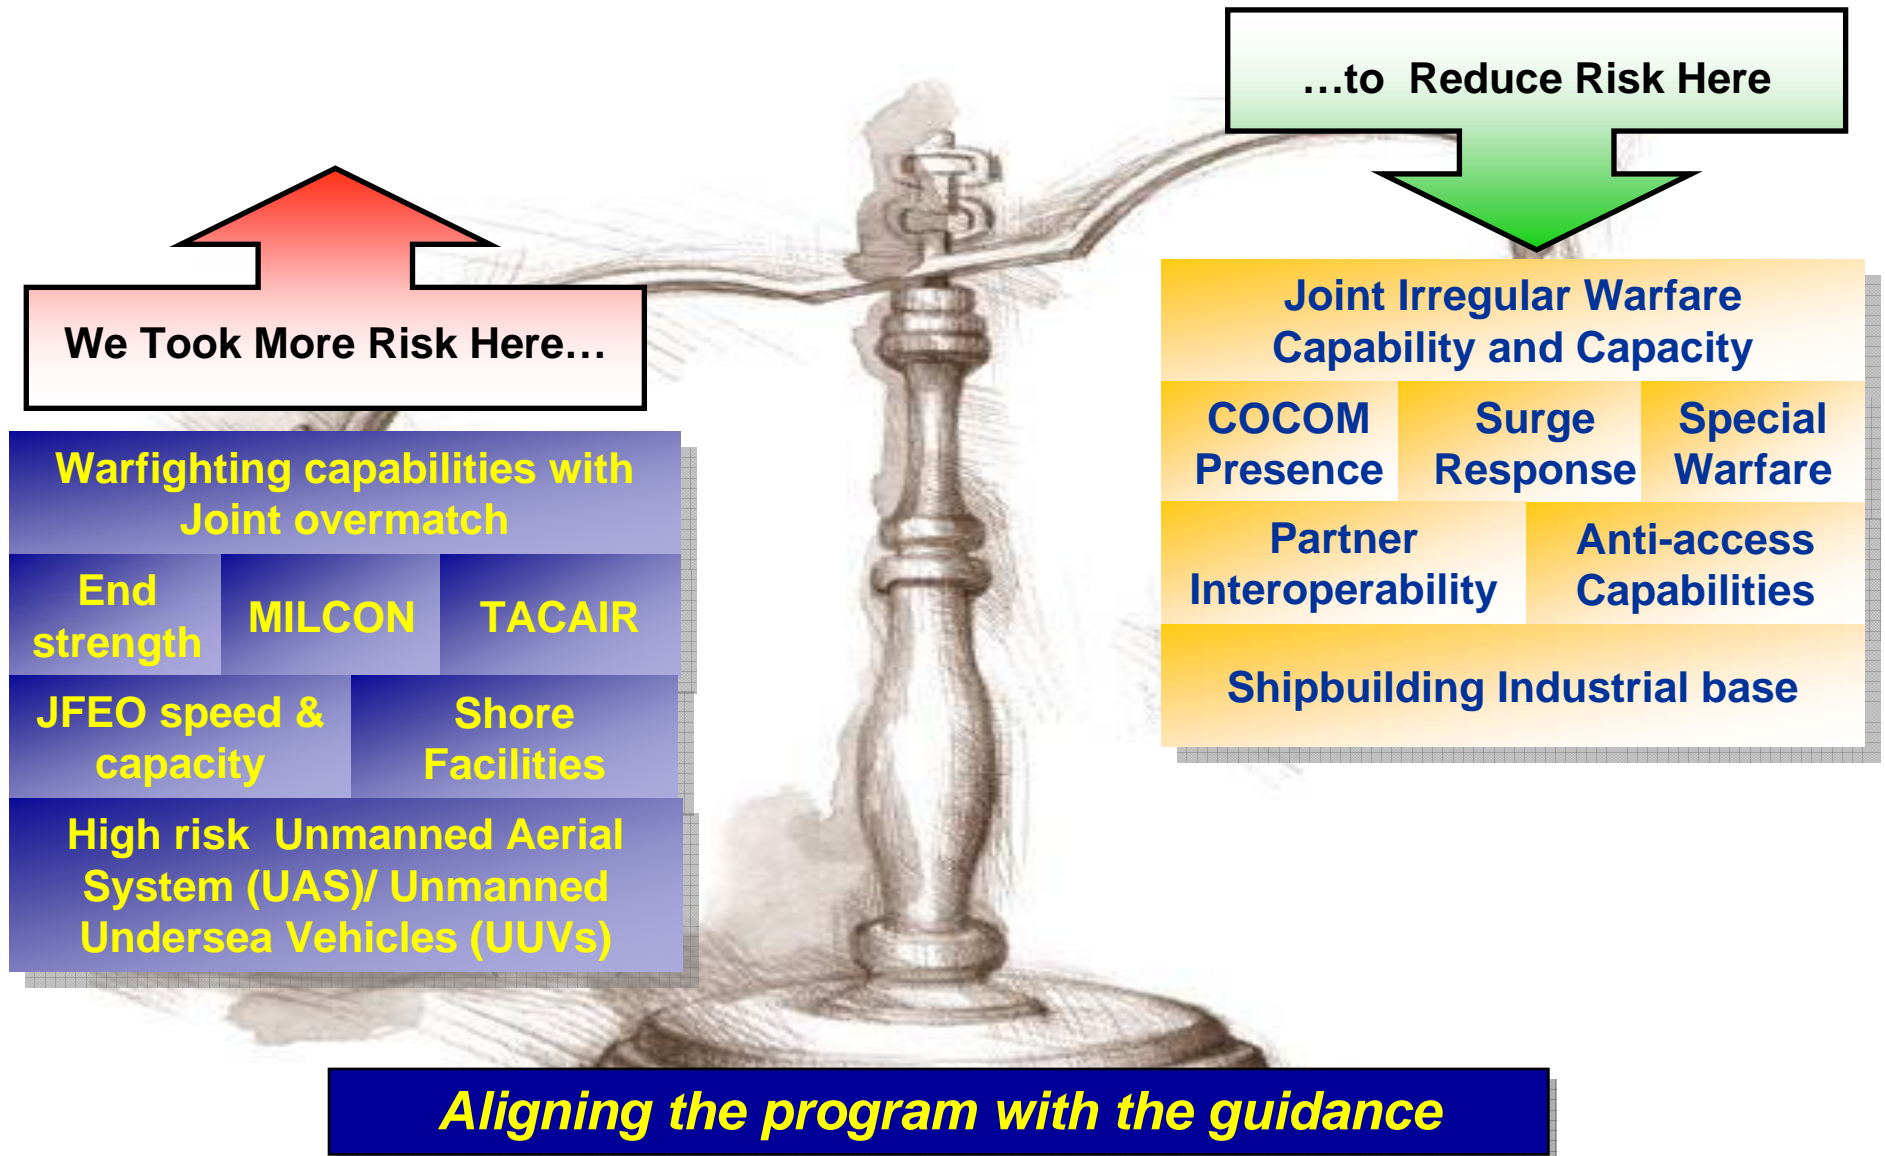 …to Reduce Risk Here
We Took More Risk Here…
Warfighting capabilities with
Joint overmatch
End
strength
MILCON
TACAIR
JFEO speed &
capacity
Shore
Facilities
High risk Unmanned Aerial
System (UAS)/ Unmanned
Undersea Vehicles (UUVs)
Joint Irregular Warfare
Capability and Capacity
COCOM
Presence
Surge
Response
Special
Warfare
Partner
Interoperability
Anti-access
Capabilities
Shipbuilding Industrial base
Aligning the program with the guidance